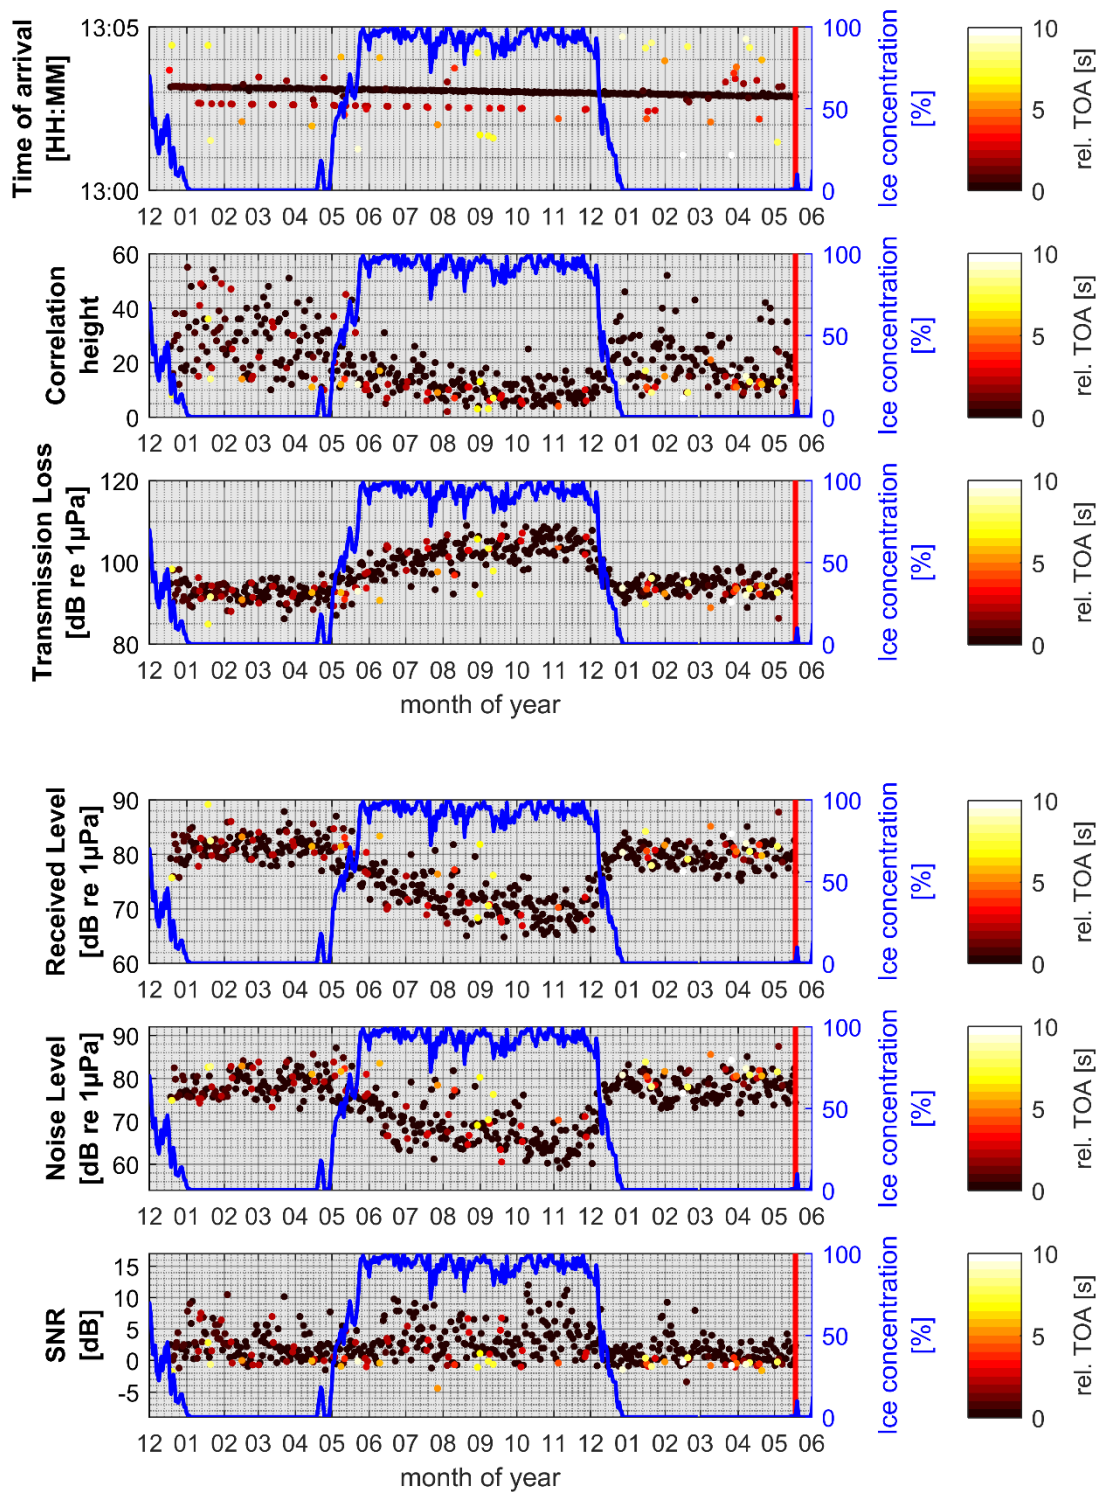 13:05
13:00
Time of arrival
[HH:MM]
100
50
0
Ice concentration
[%]
10
5
0
rel. TOA [s]
12 01 02 03 04 05 06 07 08 09 10 11 12 01 02 03 04 05 06
60
40
20
0
Correlation
height
100
50
0
Ice concentration
[%]
10
5
0
rel. TOA [s]
12 01 02 03 04 05 06 07 08 09 10 11 12 01 02 03 04 05 06
120
100
80
Transmission Loss
[dB re 1µPa]
100
50
0
Ice concentration
[%]
10
5
0
rel. TOA [s]
12 01 02 03 04 05 06 07 08 09 10 11 12 01 02 03 04 05 06
month of year
90
80
70
60
Received Level
[dB re 1µPa]
100
50
0
Ice concentration
[%]
10
5
0
rel. TOA [s]
12 01 02 03 04 05 06 07 08 09 10 11 12 01 02 03 04 05 06
90
80
70
60
Noise Level
[dB re 1µPa]
100
50
0
Ice concentration
[%]
10
5
0
rel. TOA [s]
12 01 02 03 04 05 06 07 08 09 10 11 12 01 02 03 04 05 06
15
10
5
0
-5
SNR
[dB]
100
50
0
Ice concentration
[%]
10
5
0
rel. TOA [s]
12 01 02 03 04 05 06 07 08 09 10 11 12 01 02 03 04 05 06
month of year